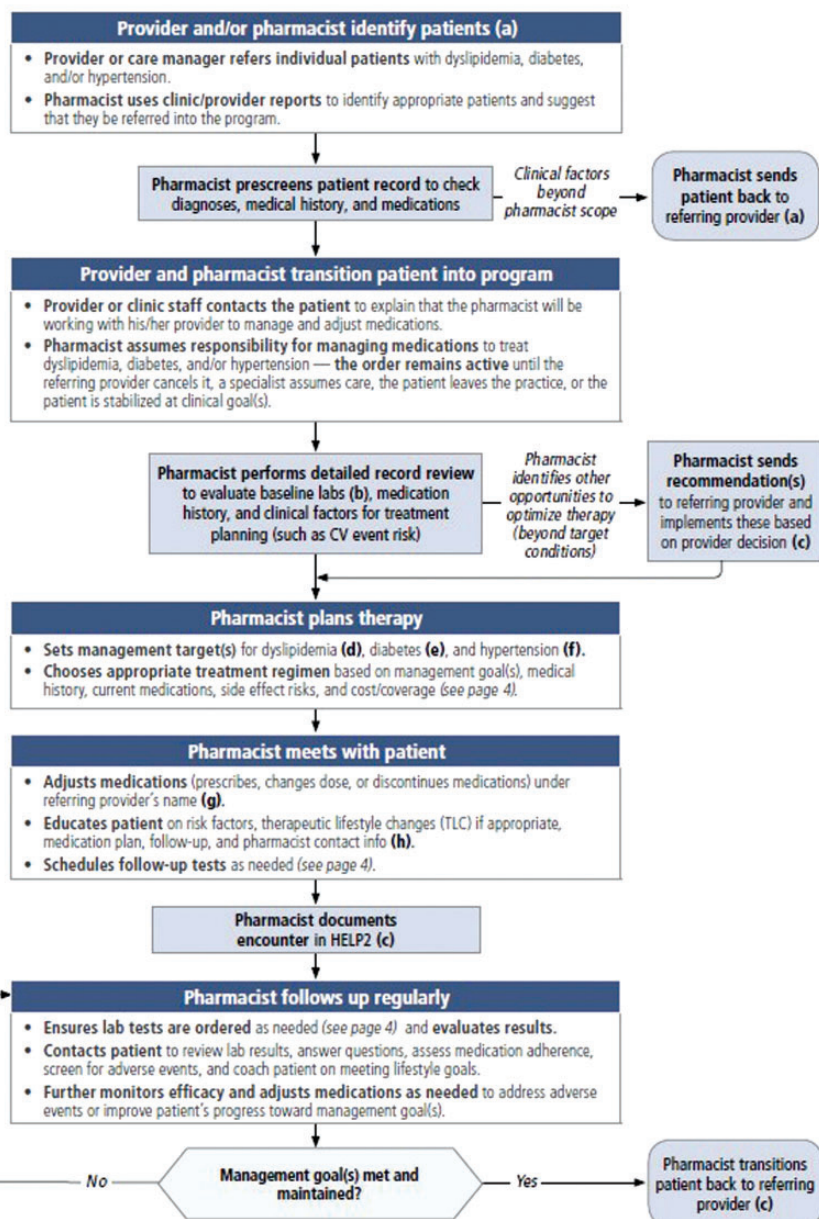 Provider and/or pharmacist identify patients (a)
• Provider or care manager refers individual patients with dyslipidemia, diabetes,
and/or hypertension.
• Pharmacist uses clinic/provider reports to identify appropriate patients and suggest
that they be referred into the program.
Pharmacist prescreens patient record to check
diagnoses, medical history, and medications
Clinical factors
beyond
pharmacist scope
Pharmacist sends
patient back to
referring provider (a)
Provider and pharmacist transition patient into program
• Provider or clinic staff contacts the patient to explain that the pharmacist will be
working with his/her provider to manage and adjust medications.
• Pharmacist assumes responsibility for managing medications to treat
dyslipidemia, diabetes, and/or hypertension — the order remains active until the
referring provider cancels it, a specialist assumes care, the patient leaves the practice, or the
patient is stabilized at clinical goal(s).
Pharmacist performs detailed record review
to evaluate baseline labs (b), medication
history, and clinical factors for treatment
planning (such as CV event risk)
Pharmacist
identifies other
opportunities to
optimize therapy
(beyond target
conditions)
Pharmacist sends
recommendation(s)
to referring provider and
implements these based
on provider decision (c)
Pharmacist plans therapy
• Sets management target(s) for dyslipidemia (d), diabetes (e), and hypertension (f).
• Chooses appropriate treatment regimen based on management goal(s), medical
history, current medications, side effect risks, and cost/coverage (see page 4).
Pharmacist meets with patient
• Adjusts medications (prescribes, changes dose, or discontinues medications) under
referring provider's name (g).
• Educates patient on risk factors, therapeutic lifestyle changes (TLC) if appropriate,
medication plan, follow-up, and pharmacist contact info (h).
• Schedules follow-up tests as needed (see page 4).
Pharmacist documents
encounter in HELP2 (c)
Pharmacist follows up regularly
• Ensures lab tests are ordered as needed (see page 4) and evaluates results.
• Contacts patient to review lab results, answer questions, assess medication adherence,
screen for adverse events, and coach patient on meeting lifestyle goals.
• Further monitors efficacy and adjusts medications as needed to address adverse
events or improve patient's progress toward management goal(s).
No
Management goal(s) met and
maintained?
Yes
Pharmacist transitions
patient back to referring
provider (c)